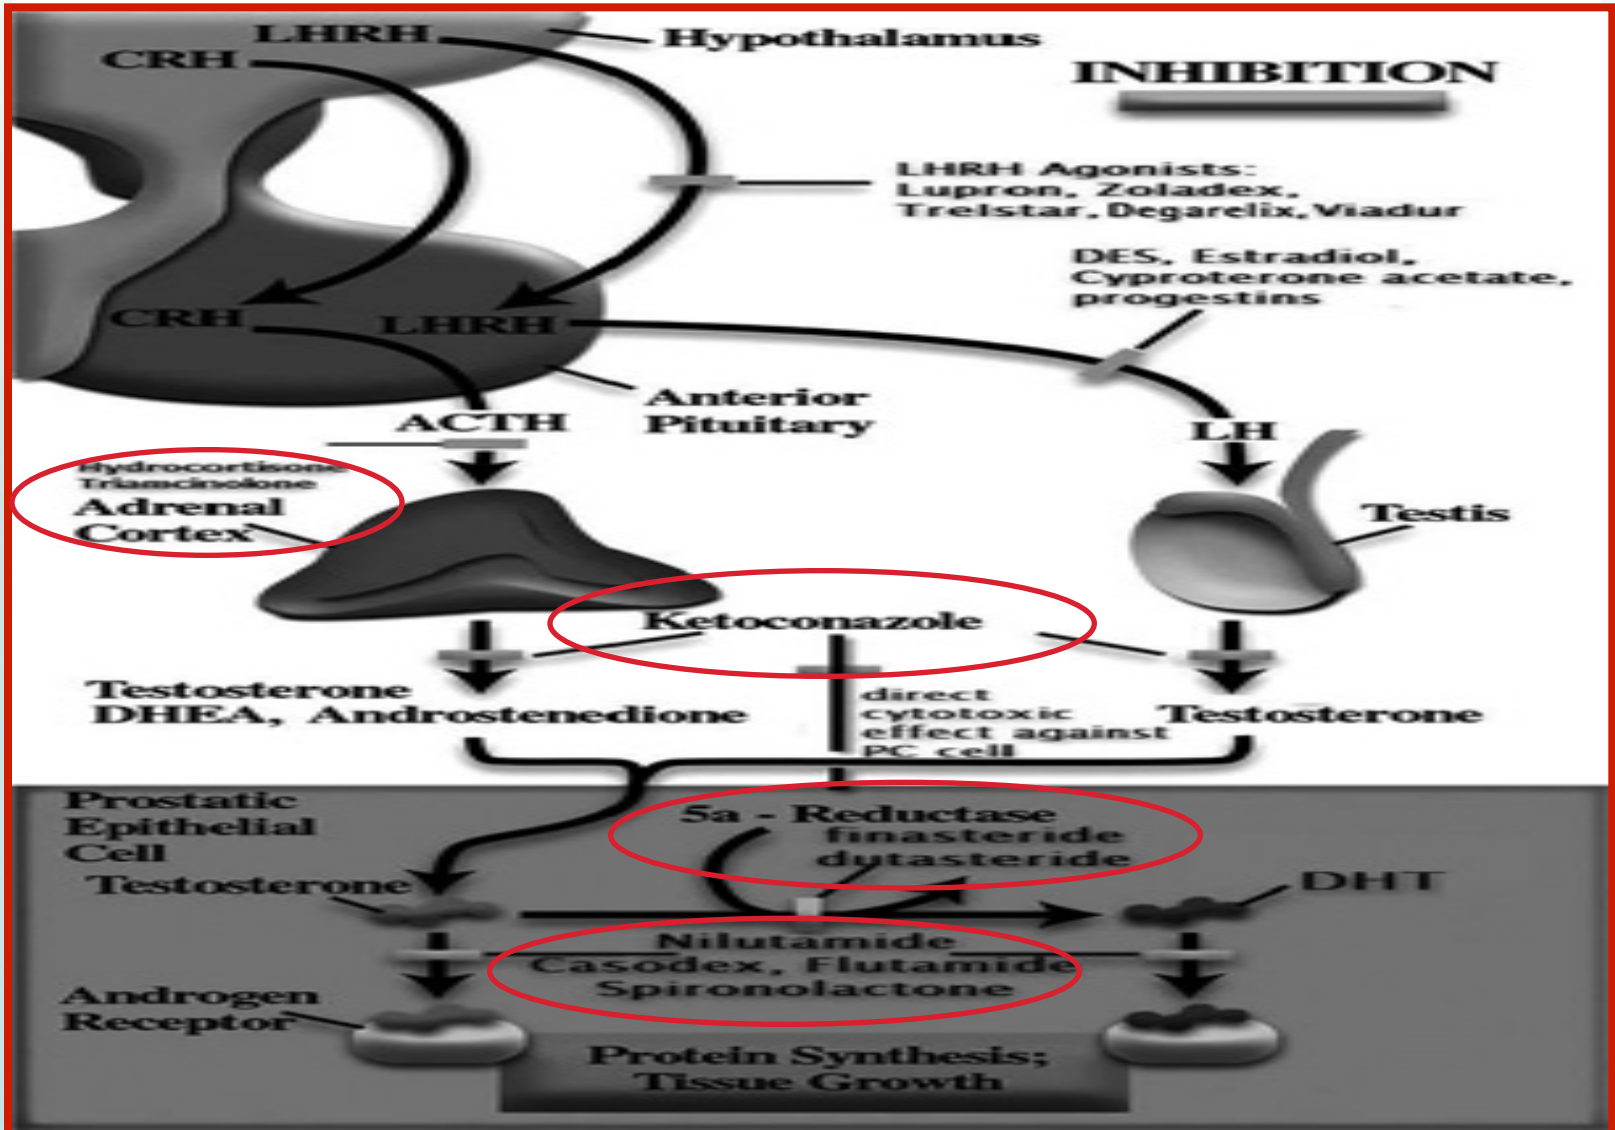 LHRH
Hypothalamus
CRH
INHIBITION
LHRH Agonists:
Lupron, Zoladex,
Trelstar, Degarelix, Viadur
DES, Estradiol,
Cyproterone acetate,
progestins
CRH
LHRH
Anterior
Pituitary
ACTH
LH
Hydrocortisone
Triamcinolone
Adrenal
Cortex
Testis
Ketoconazole
Testosterone
DHEA, Androstenedione
direct
cytotoxic
effect against
PC cell
Testosterone
Prostatic
Epithelial
Cell
5a - Reductase
finasteride
dutasteride
Testosterone
DHT
Nilutamide
Casodex, Flutamide
Spironolactone
Androgen
Receptor
Protein Synthesis;
Tissue Growth